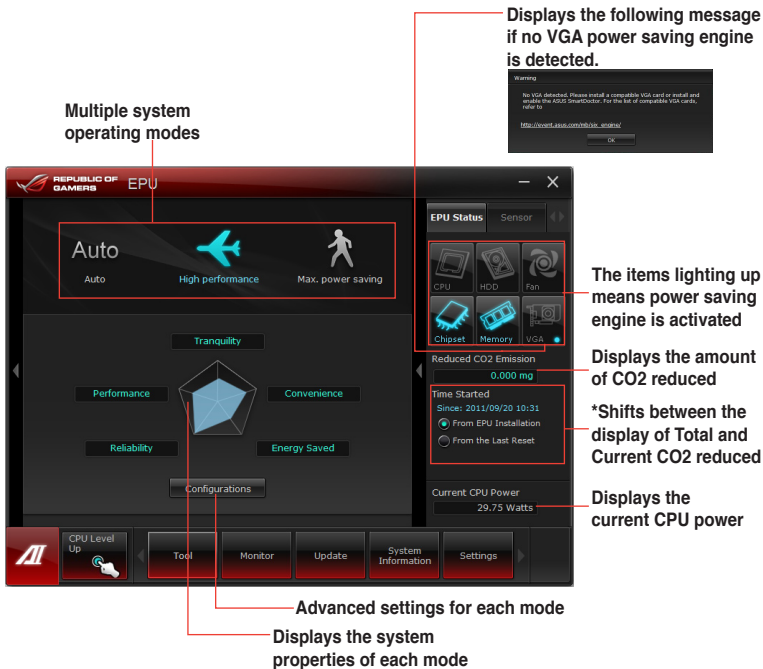 Displays the following message
if no VGA power saving engine
is detected.
Warning
No VGA detected. Please install a compatible VGA card or install and
enable the ASUS SmartDoctor. For the list of compatible VGA cards,
refer to
http://event.asus.com/mb/six_engine/
OK
Multiple system
operating modes
REPUBLIC OF
GAMERS
EPU
Auto
Auto
High performance
Max. power saving
EPU Status
Sensor
CPU
HDD
Fan
Chipset
Memory
VGA
The items lighting up
means power saving
engine is activated
Tranquility
Performance
Convenience
Reliability
Energy Saved
Configurations
Reduced CO2 Emission
0.000 mg
Displays the amount
of CO2 reduced
Time Started
Since: 2011/09/20 10:31
From EPU Installation
From the Last Reset
*Shifts between the
display of Total and
Current CO2 reduced
Current CPU Power
29.75 Watts
Displays the
current CPU power
AI
CPU Level
Up
Tool
Monitor
Update
System
Information
Settings
Advanced settings for each mode
Displays the system
properties of each mode